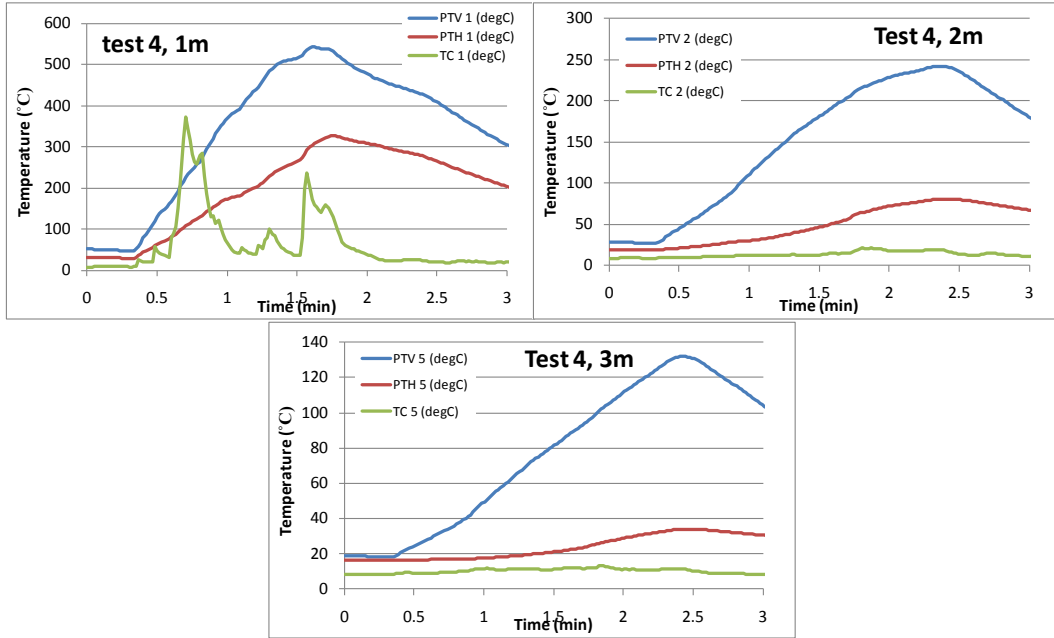 test 4, 1m
PTV 1 (degC)
PTH 1 (degC)
TC 1 (degC)
Temperature (°C)
600
500
400
300
200
100
0
0 0.5 1 1.5 2 2.5 3
Time (min)
Test 4, 2m
PTV 2 (degC)
PTH 2 (degC)
TC 2 (degC)
Temperature (°C)
300
250
200
150
100
50
0
0 0.5 1 1.5 2 2.5 3
Time (min)
Test 4, 3m
PTV 5 (degC)
PTH 5 (degC)
TC 5 (degC)
Temperature (°C)
140
120
100
80
60
40
20
0
0 0.5 1 1.5 2 2.5 3
Time (min)